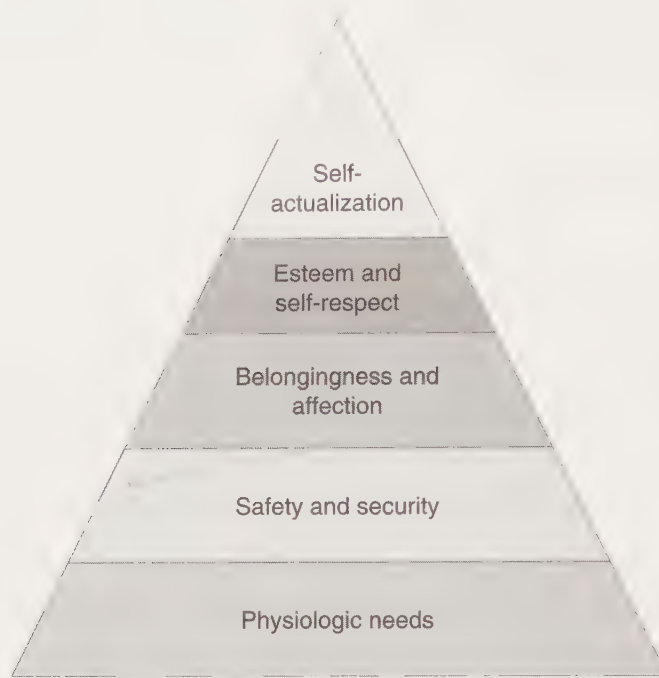 Self-
actualization
Esteem and
self-respect
Belongingness and
affection
Safety and security
Physiologic needs